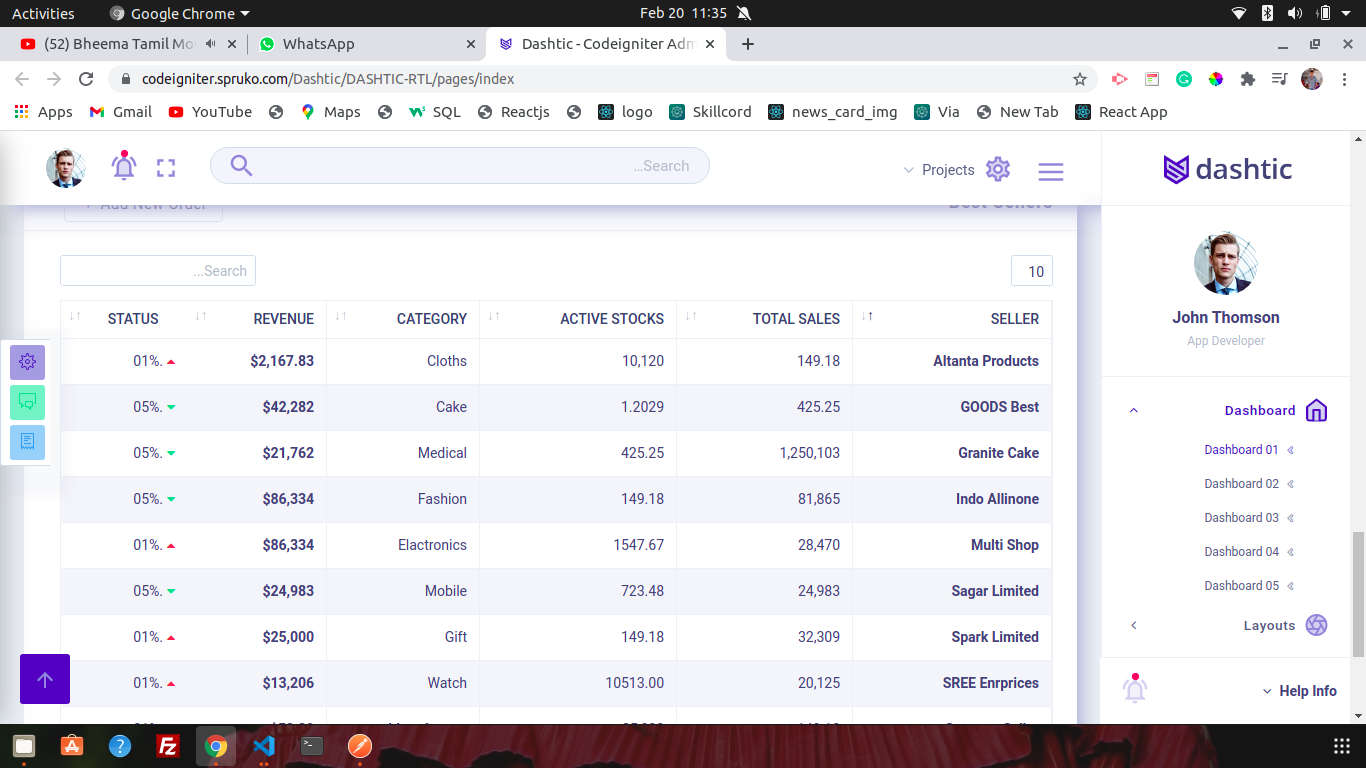 Activities
Google Chrome
Feb 20 11:35
(52) Bheema Tamil Mo
WhatsApp
Dashtic - Codeigniter Adm
codeigniter.spruko.com/Dashtic/DASHTIC-RTL/pages/index
Apps Gmail YouTube Maps SQL Reactjs logo Skillcord news_card_img Via New Tab React App
...Search
Projects
dashtic
+ Add New Order
Best Sellers
...Search
10
STATUS REVENUE CATEGORY ACTIVE STOCKS TOTAL SALES SELLER
01%. $2,167.83 Cloths 10,120 149.18 Altanta Products
05%. $42,282 Cake 1.2029 425.25 GOODS Best
05%. $21,762 Medical 425.25 1,250,103 Granite Cake
05%. $86,334 Fashion 149.18 81,865 Indo Allinone
01%. $86,334 Elactronics 1547.67 28,470 Multi Shop
05%. $24,983 Mobile 723.48 24,983 Sagar Limited
01%. $25,000 Gift 149.18 32,309 Spark Limited
01%. $13,206 Watch 10513.00 20,125 SREE Enrprices
John Thomson
App Developer
Dashboard
Dashboard 01
Dashboard 02
Dashboard 03
Dashboard 04
Dashboard 05
Layouts
Help Info